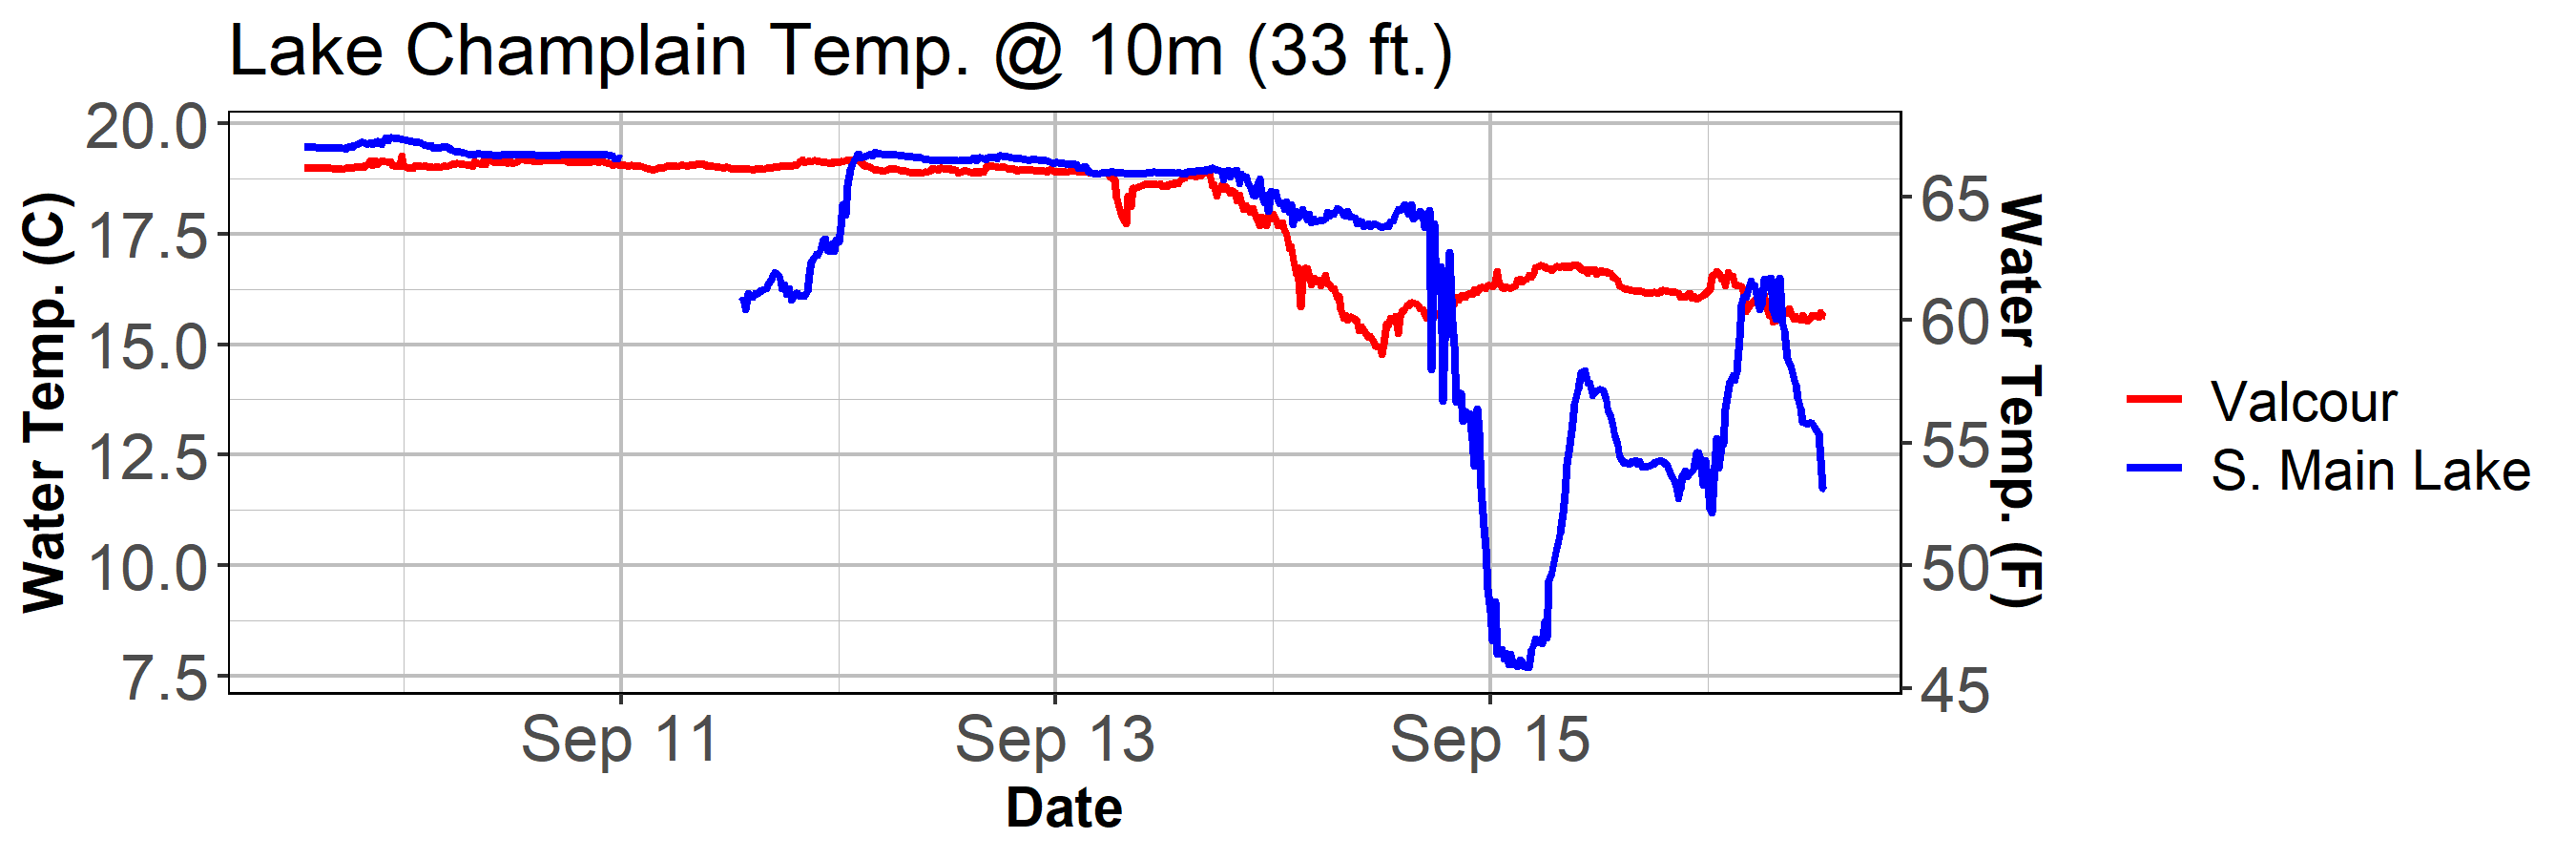 Lake Champlain Temp. @ 10m (33 ft.)
Water Temp. (C)
20.0
17.5
15.0
12.5
10.0
7.5
65
60
55
50
45
Water Temp. (F)
Sep 11
Sep 13
Sep 15
Date
Valcour
S. Main Lake